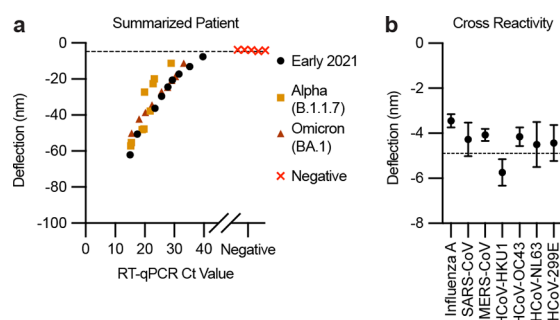 a
Summarized Patient
0
-20
-40
-60
-80
-100
Deflection (nm)
0
10
20
30
40
Negative
RT-qPCR Ct Value
Early 2021
Alpha
(B.1.1.7)
Omicron
(BA.1)
Negative
b
Cross Reactivity
0
-2
-4
-6
-8
Deflection (nm)
Influenza A
SARS-CoV
MERS-CoV
HCoV-HKU1
HCoV-OC43
HCoV-NL63
HCoV-299E